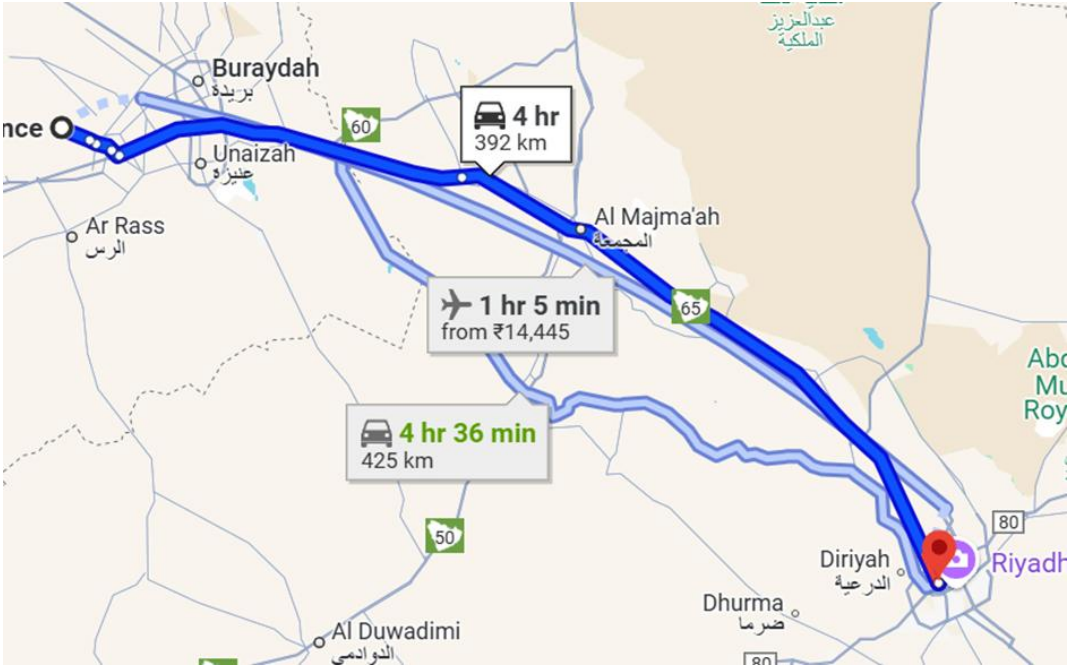 عبدالعزيز
الملكية
Buraydah
بريدة
nce
60
4 hr
392 km
Unaizah
عنيزة
Ar Rass
الرس
Al Majma'ah
المجمعة
1 hr 5 min
from ₹14,445
65
Abd
Mu
Roy
4 hr 36 min
425 km
50
80
Diriyah
الدرعية
Riyadh
Dhurma
ضرما
Al Duwadimi
الدوادمي
80